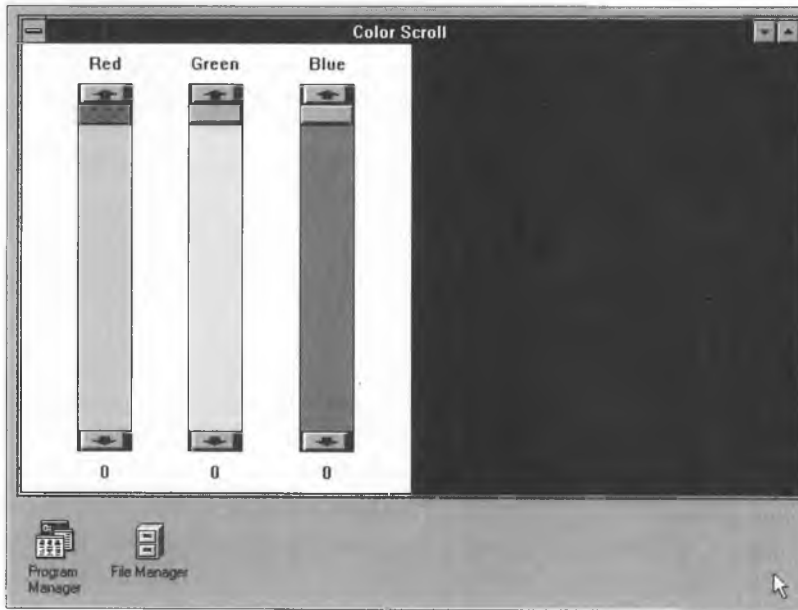 Color Scroll
Red Green Blue
0 0 0
Program
Manager
File Manager